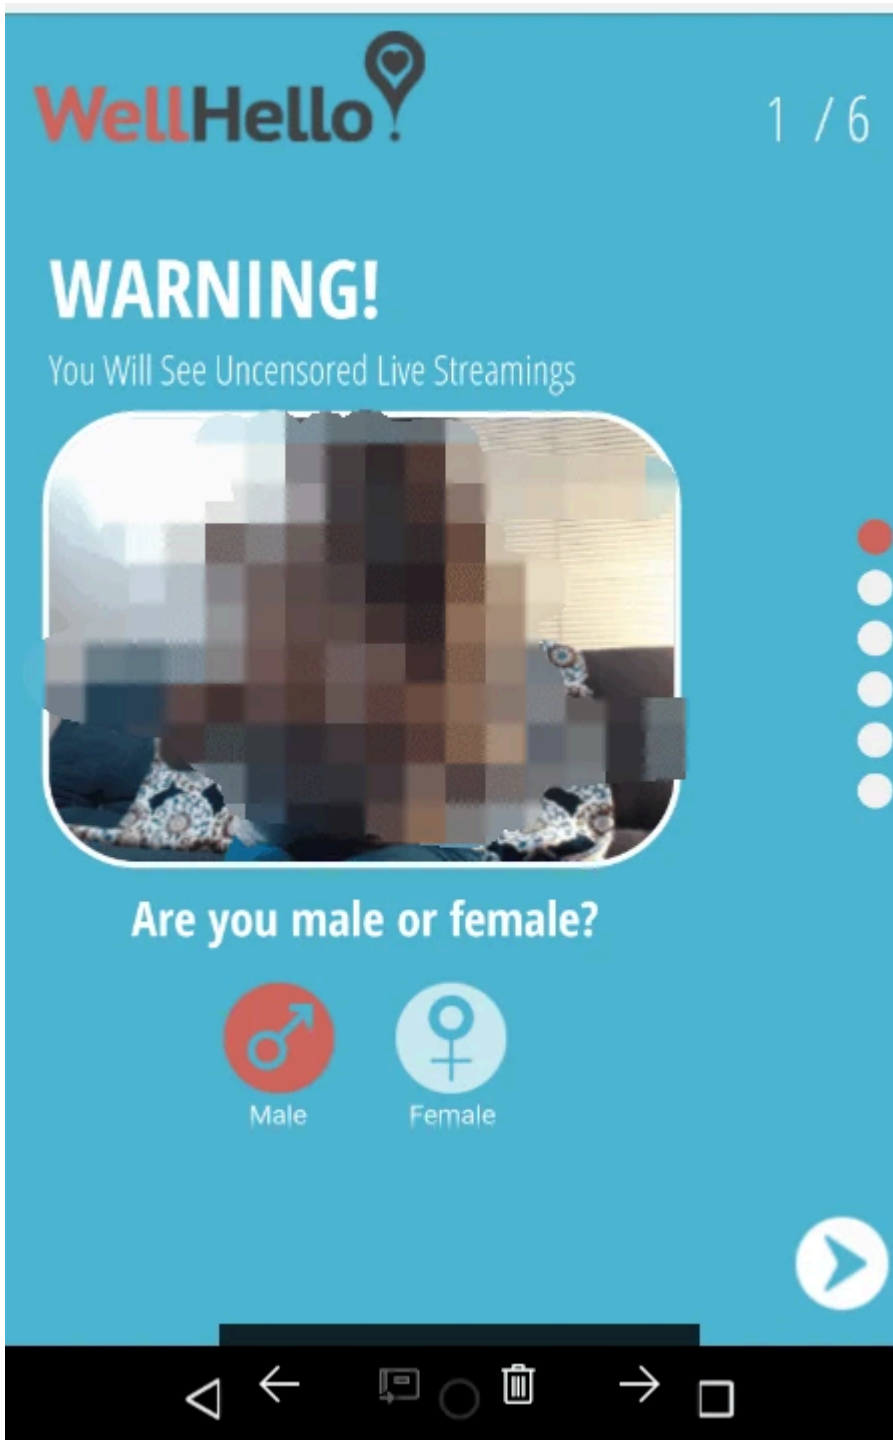 WellHello
1 / 6
WARNING!
You Will See Uncensored Live Streamings
Are you male or female?
Male
Female